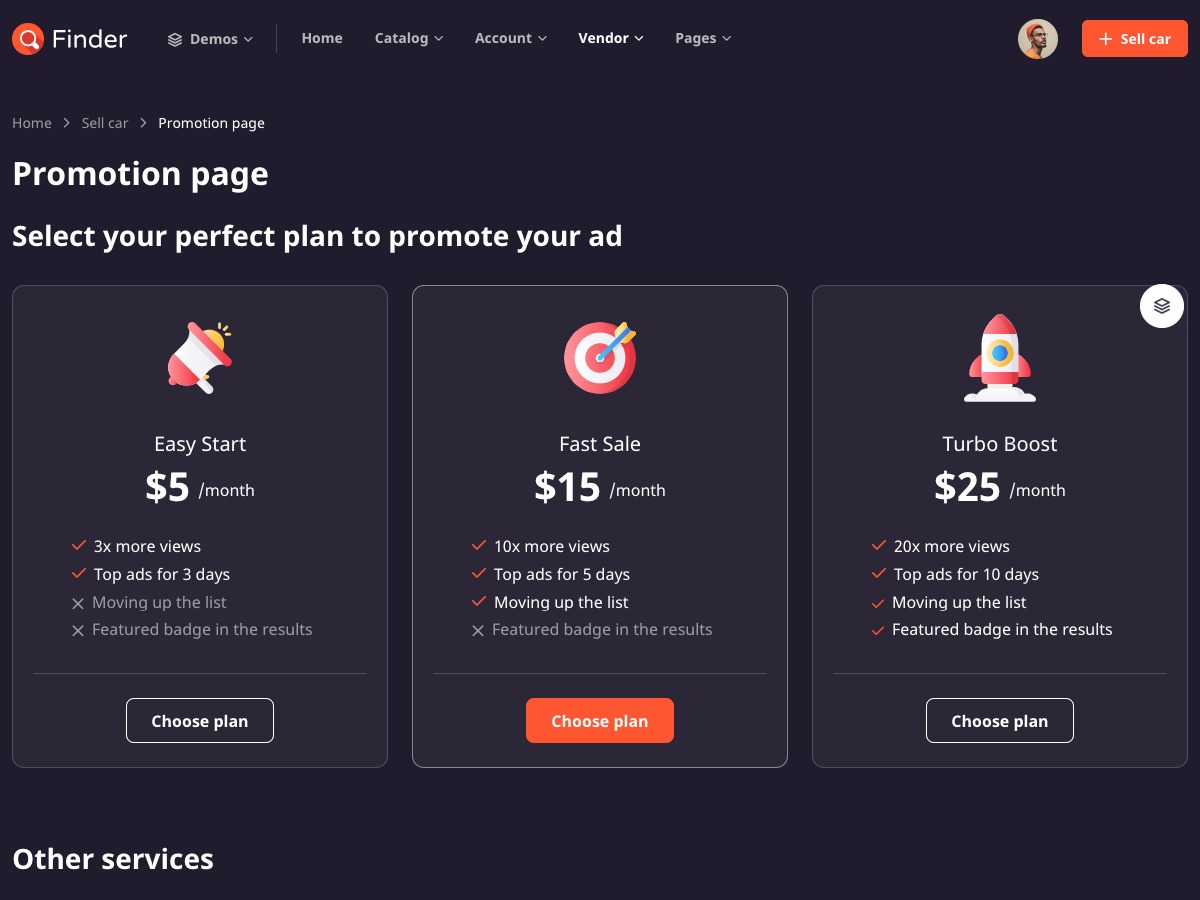 Finder
Demos
Home
Catalog
Account
Vendor
Pages
Sell car
Home
Sell car
Promotion page
Promotion page
Select your perfect plan to promote your ad
Easy Start
$5 /month
3x more views
Top ads for 3 days
Moving up the list
Featured badge in the results
Choose plan
Fast Sale
$15 /month
10x more views
Top ads for 5 days
Moving up the list
Featured badge in the results
Choose plan
Turbo Boost
$25 /month
20x more views
Top ads for 10 days
Moving up the list
Featured badge in the results
Choose plan
Other services